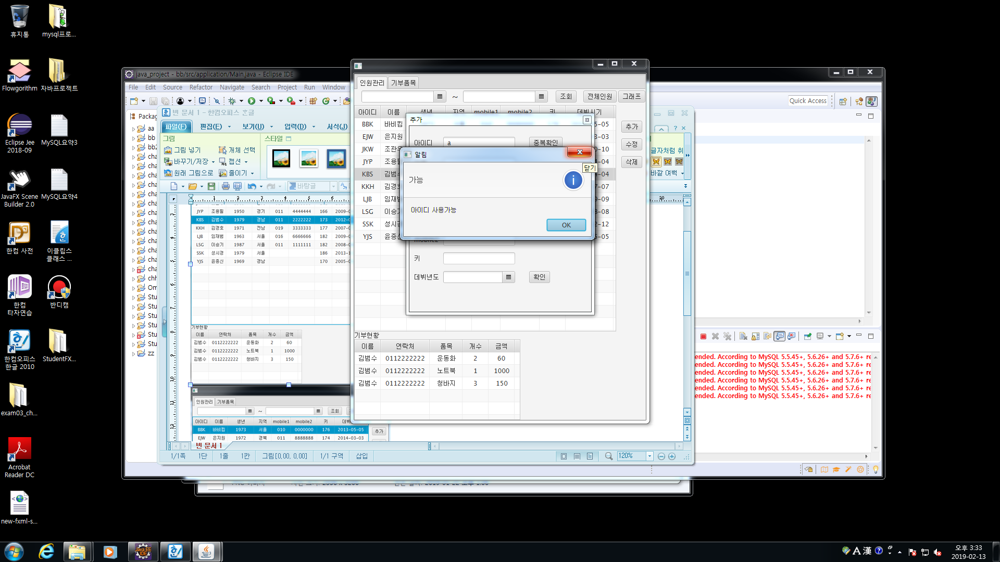 휴지통
mysql프로...
Flowgorithm
자바프로젝트
Eclipse Jee
2018-09
MySQL요약3
JavaFX Scene
Builder 2.0
MySQL요약4
한컴 사전
이클립스
클래스 ...
한컴
타자연습
반디캠
한컴오피스
한글 2010
StudentFX...
exam03_ch...
Acrobat
Reader DC
new-fxml-s...
java_project - bb/src/application/Main.java - Eclipse IDE
File Edit Source Refactor Navigate Search Project Run Window
Quick Access
Packag
aa
bb
bb2
cha
cha
cha
cha
cha
cha
cha
cha
cha
cha
cha
cha
cha
chh
Om
Stu
Stu
Stu
Stu
Stu
Stu
zz
빈 문서 1 - 한컴오피스 흔글
파일(F) 편집(E) 보기(U) 입력(D) 서식(J)
그림
스타일
그림 넣기
개체 선택
바꾸기/저장
캡션
원래 그림으로
줄이기
글자처럼 취
바깥 여백
바탕글
1 2 3 4 5 6 20
JYP 조용필 1950 경기 011 4444444 166 2009-
KBS 김범수 1979 경남 011 2222222 173 2012-
KKH 김경호 1971 전남 019 3333333 177 2007-
LJB 임재범 1963 서울 016 6666666 182 2009-
LSG 이승기 1987 서울 011 1111111 182 2008-
SSK 성시경 1979 서울 186 2013-
YJS 윤종신 1969 경남 170 2005-
기부현황
이름 연락처 품목 개수 금액
김범수 0112222222 운동화 2 60
김범수 0112222222 노트북 1 1000
김범수 0112222222 청바지 3 150
인원관리 기부품목
~ 조회
아이디 이름 생년 지역 mobile1 mobile2 키
BBK 바비킴 1973 서울 010 0000000 176 2013-05-05
EJW 은지원 1972 경북 011 8888888 174 2014-03-03
추가
빈 문서 1
1/1쪽 1단 1줄 1칸 그림[0,00, 0,00] 1/1 구역 삽입
120%
인원관리 기부품목
~ 조회 전체인원 그래프
아이디 이름 생년 지역 mobile1 mobile2 키 데뷔시기
BBK 바비킴 5-05
EJW 은지원 3-03
JKW 조관우 0-10
JYP 조용필 4-04
KBS 김범수 4-04
KKH 김경호 7-07
LJB 임재범 9-09
LSG 이승기 8-08
SSK 성시경 2-12
YJS 윤종신 5-05
추가
수정
삭제
추가
아이디 a 중복확인
mobile2
키
데뷔년도 확인
알림
닫기
가능
아이디 사용가능
OK
기부현황
이름 연락처 품목 개수 금액
김범수 0112222222 운동화 2 60
김범수 0112222222 노트북 1 1000
김범수 0112222222 청바지 3 150
ended. According to MySQL 5.5.45+, 5.6.26+ and 5.7.6+ re
ended. According to MySQL 5.5.45+, 5.6.26+ and 5.7.6+ re
ended. According to MySQL 5.5.45+, 5.6.26+ and 5.7.6+ re
ended. According to MySQL 5.5.45+, 5.6.26+ and 5.7.6+ re
ended. According to MySQL 5.5.45+, 5.6.26+ and 5.7.6+ re
ended. According to MySQL 5.5.45+, 5.6.26+ and 5.7.6+ re
Java EE
IDE
A 漢
오후 3:33
2019-02-13